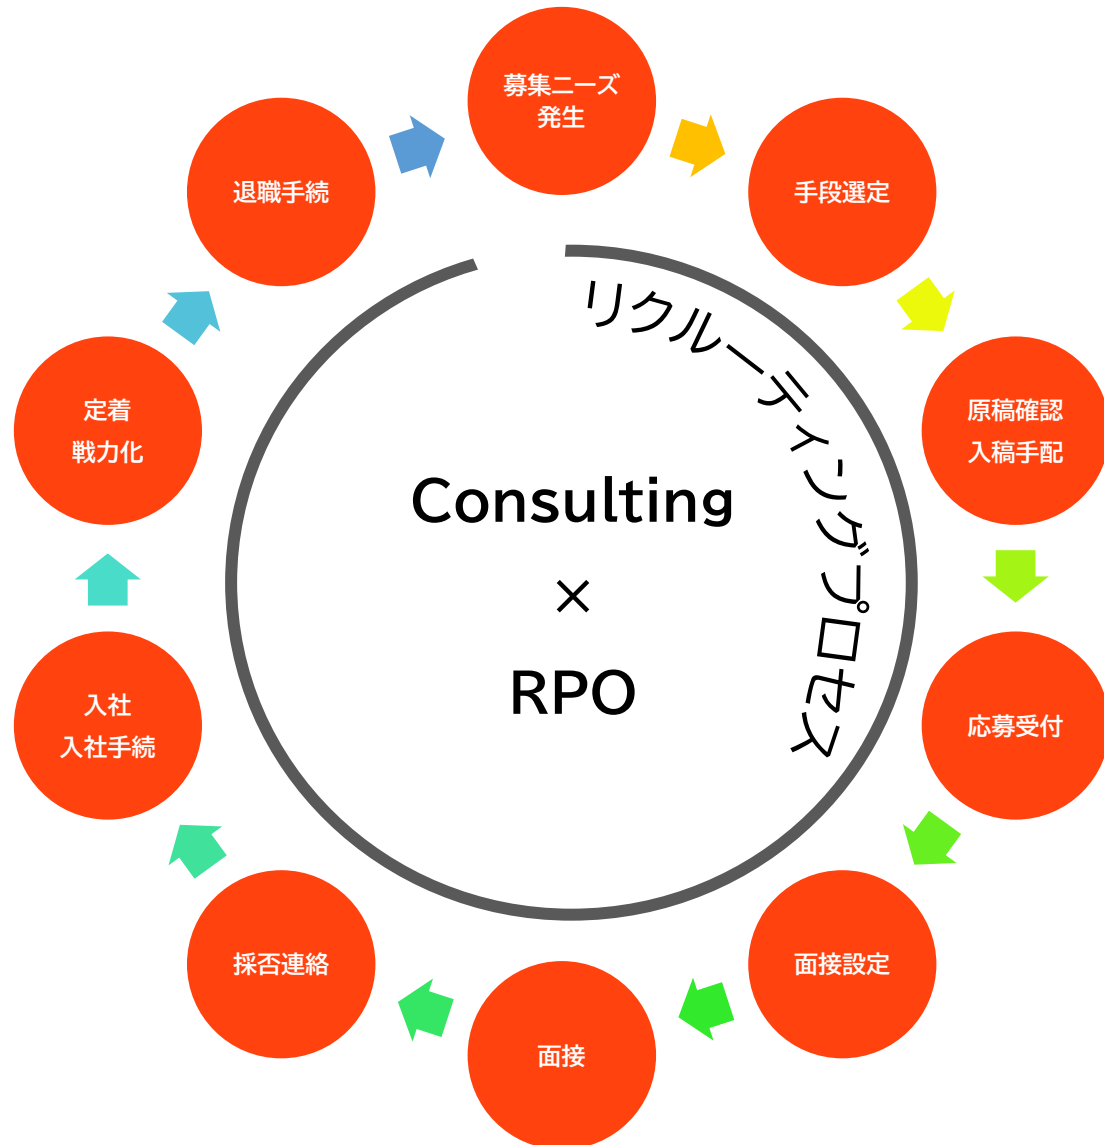 募集ニーズ
発生
手段選定
原稿確認
入稿手配
応募受付
面接設定
面接
採否連絡
入社
入社手続
定着
戦力化
退職手続
リクルーティングプロセス
Consulting
×
RPO